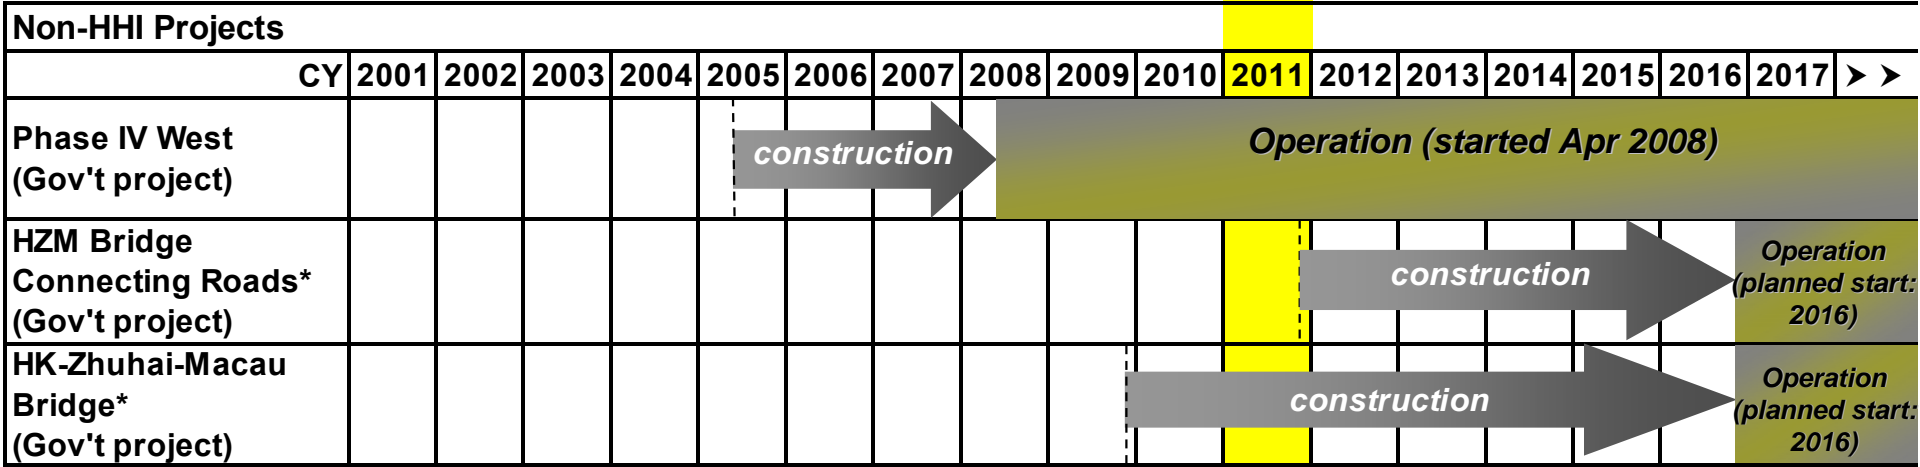 Non-HHI Projects
CY 2001 2002 2003 2004 2005 2006 2007 2008 2009 2010 2011 2012 2013 2014 2015 2016 2017 ➤ ➤
Phase IV West
(Gov't project)
construction
Operation (started Apr 2008)
HZM Bridge
Connecting Roads*
(Gov't project)
construction
Operation
(planned start:
2016)
HK-Zhuhai-Macau
Bridge*
(Gov't project)
construction
Operation
(planned start:
2016)